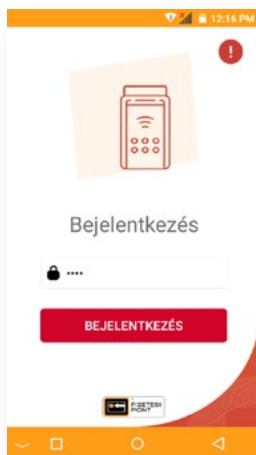 12:16 PM
Bejelentkezés
••••
BEJELENTKEZÉS
FIZETÉSI
PONT